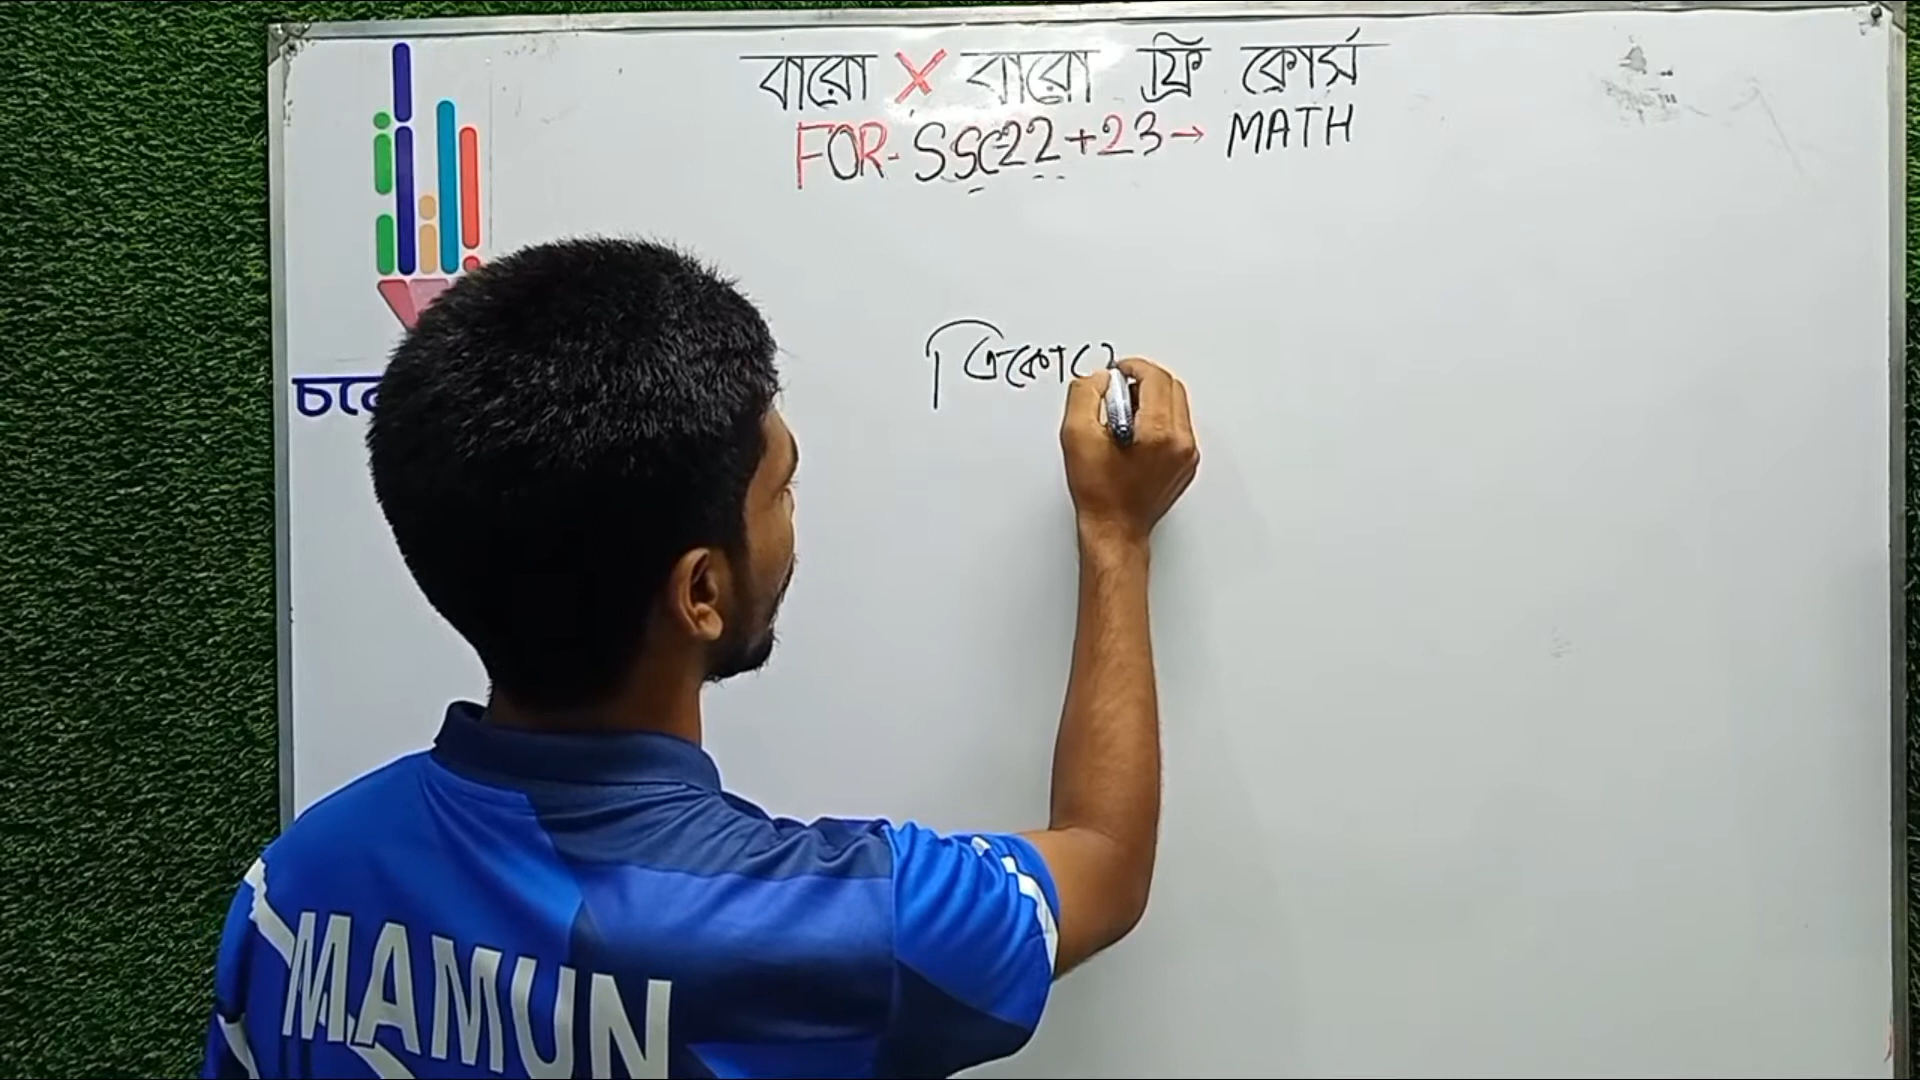 বারো X বারো ফ্রি কোর্স
FOR- SSC22+23→ MATH
MAMUN